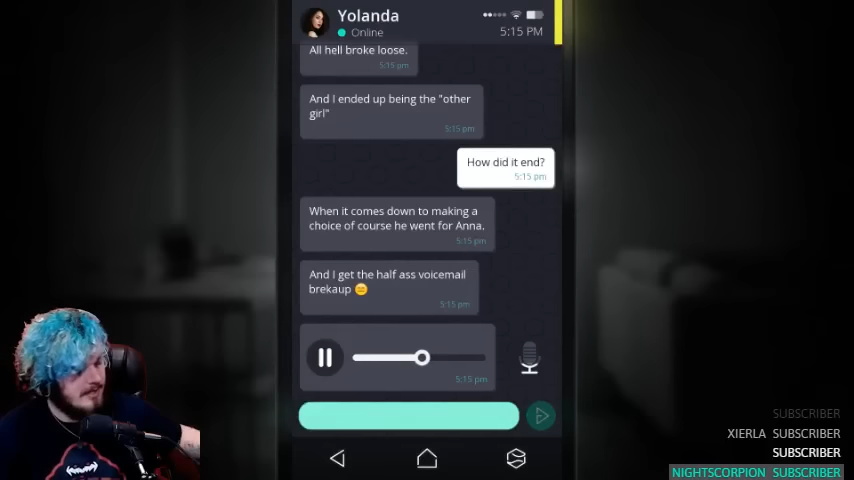 Yolanda
Online
5:15 PM
All hell broke loose.
5:15 pm
And I ended up being the "other
girl"
5:15 pm
How did it end?
5:15 pm
When it comes down to making a
choice of course he went for Anna.
5:15 pm
And I get the half ass voicemail
brekaup 😑
5:15 pm
5:15 pm
SUBSCRIBER
XIERLA SUBSCRIBER
SUBSCRIBER
NIGHTSCORPION SUBSCRIBER